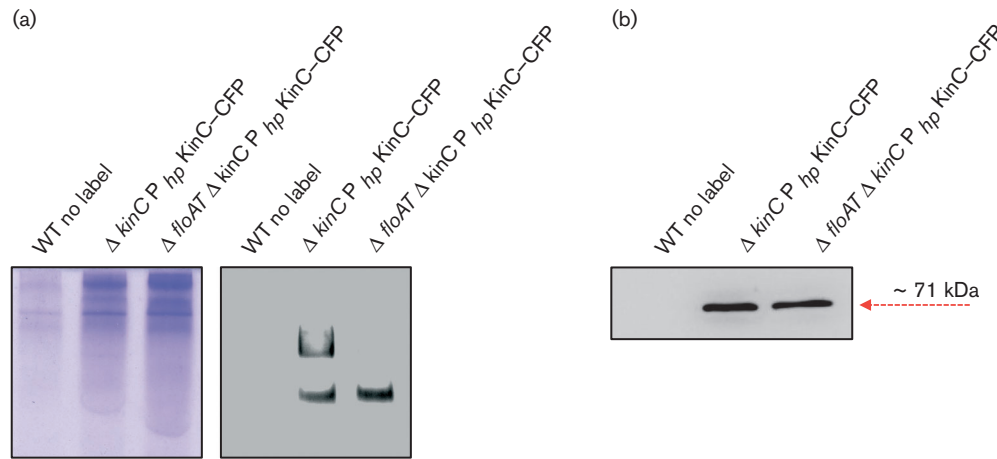 (a)
WT no label
Δ kinC P hp KinC–CFP
Δ floAT Δ kinC P hp KinC–CFP
WT no label
Δ kinC P hp KinC–CFP
Δ floAT Δ kinC P hp KinC–CFP
(b)
WT no label
Δ kinC P hp KinC–CFP
Δ floAT Δ kinC P hp KinC–CFP
~ 71 kDa